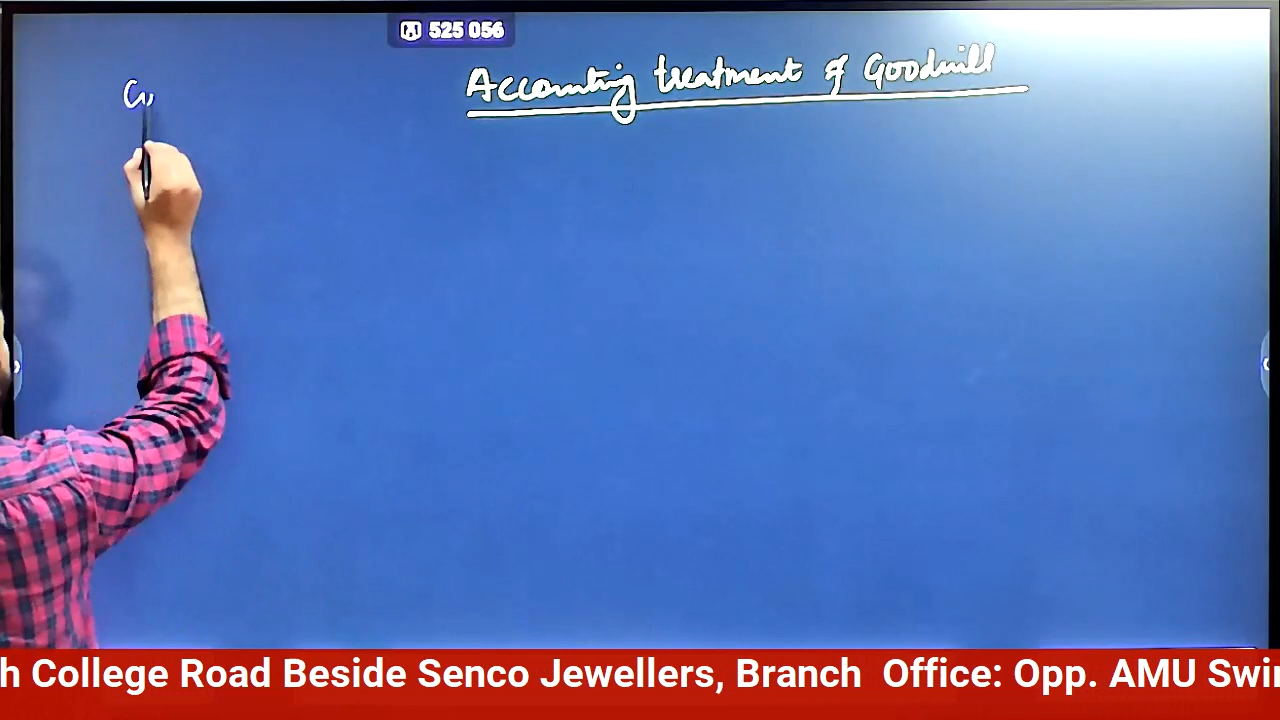 525 056
Accounting treatment of Goodwill
G
h College Road Beside Senco Jewellers, Branch Office: Opp. AMU Swi